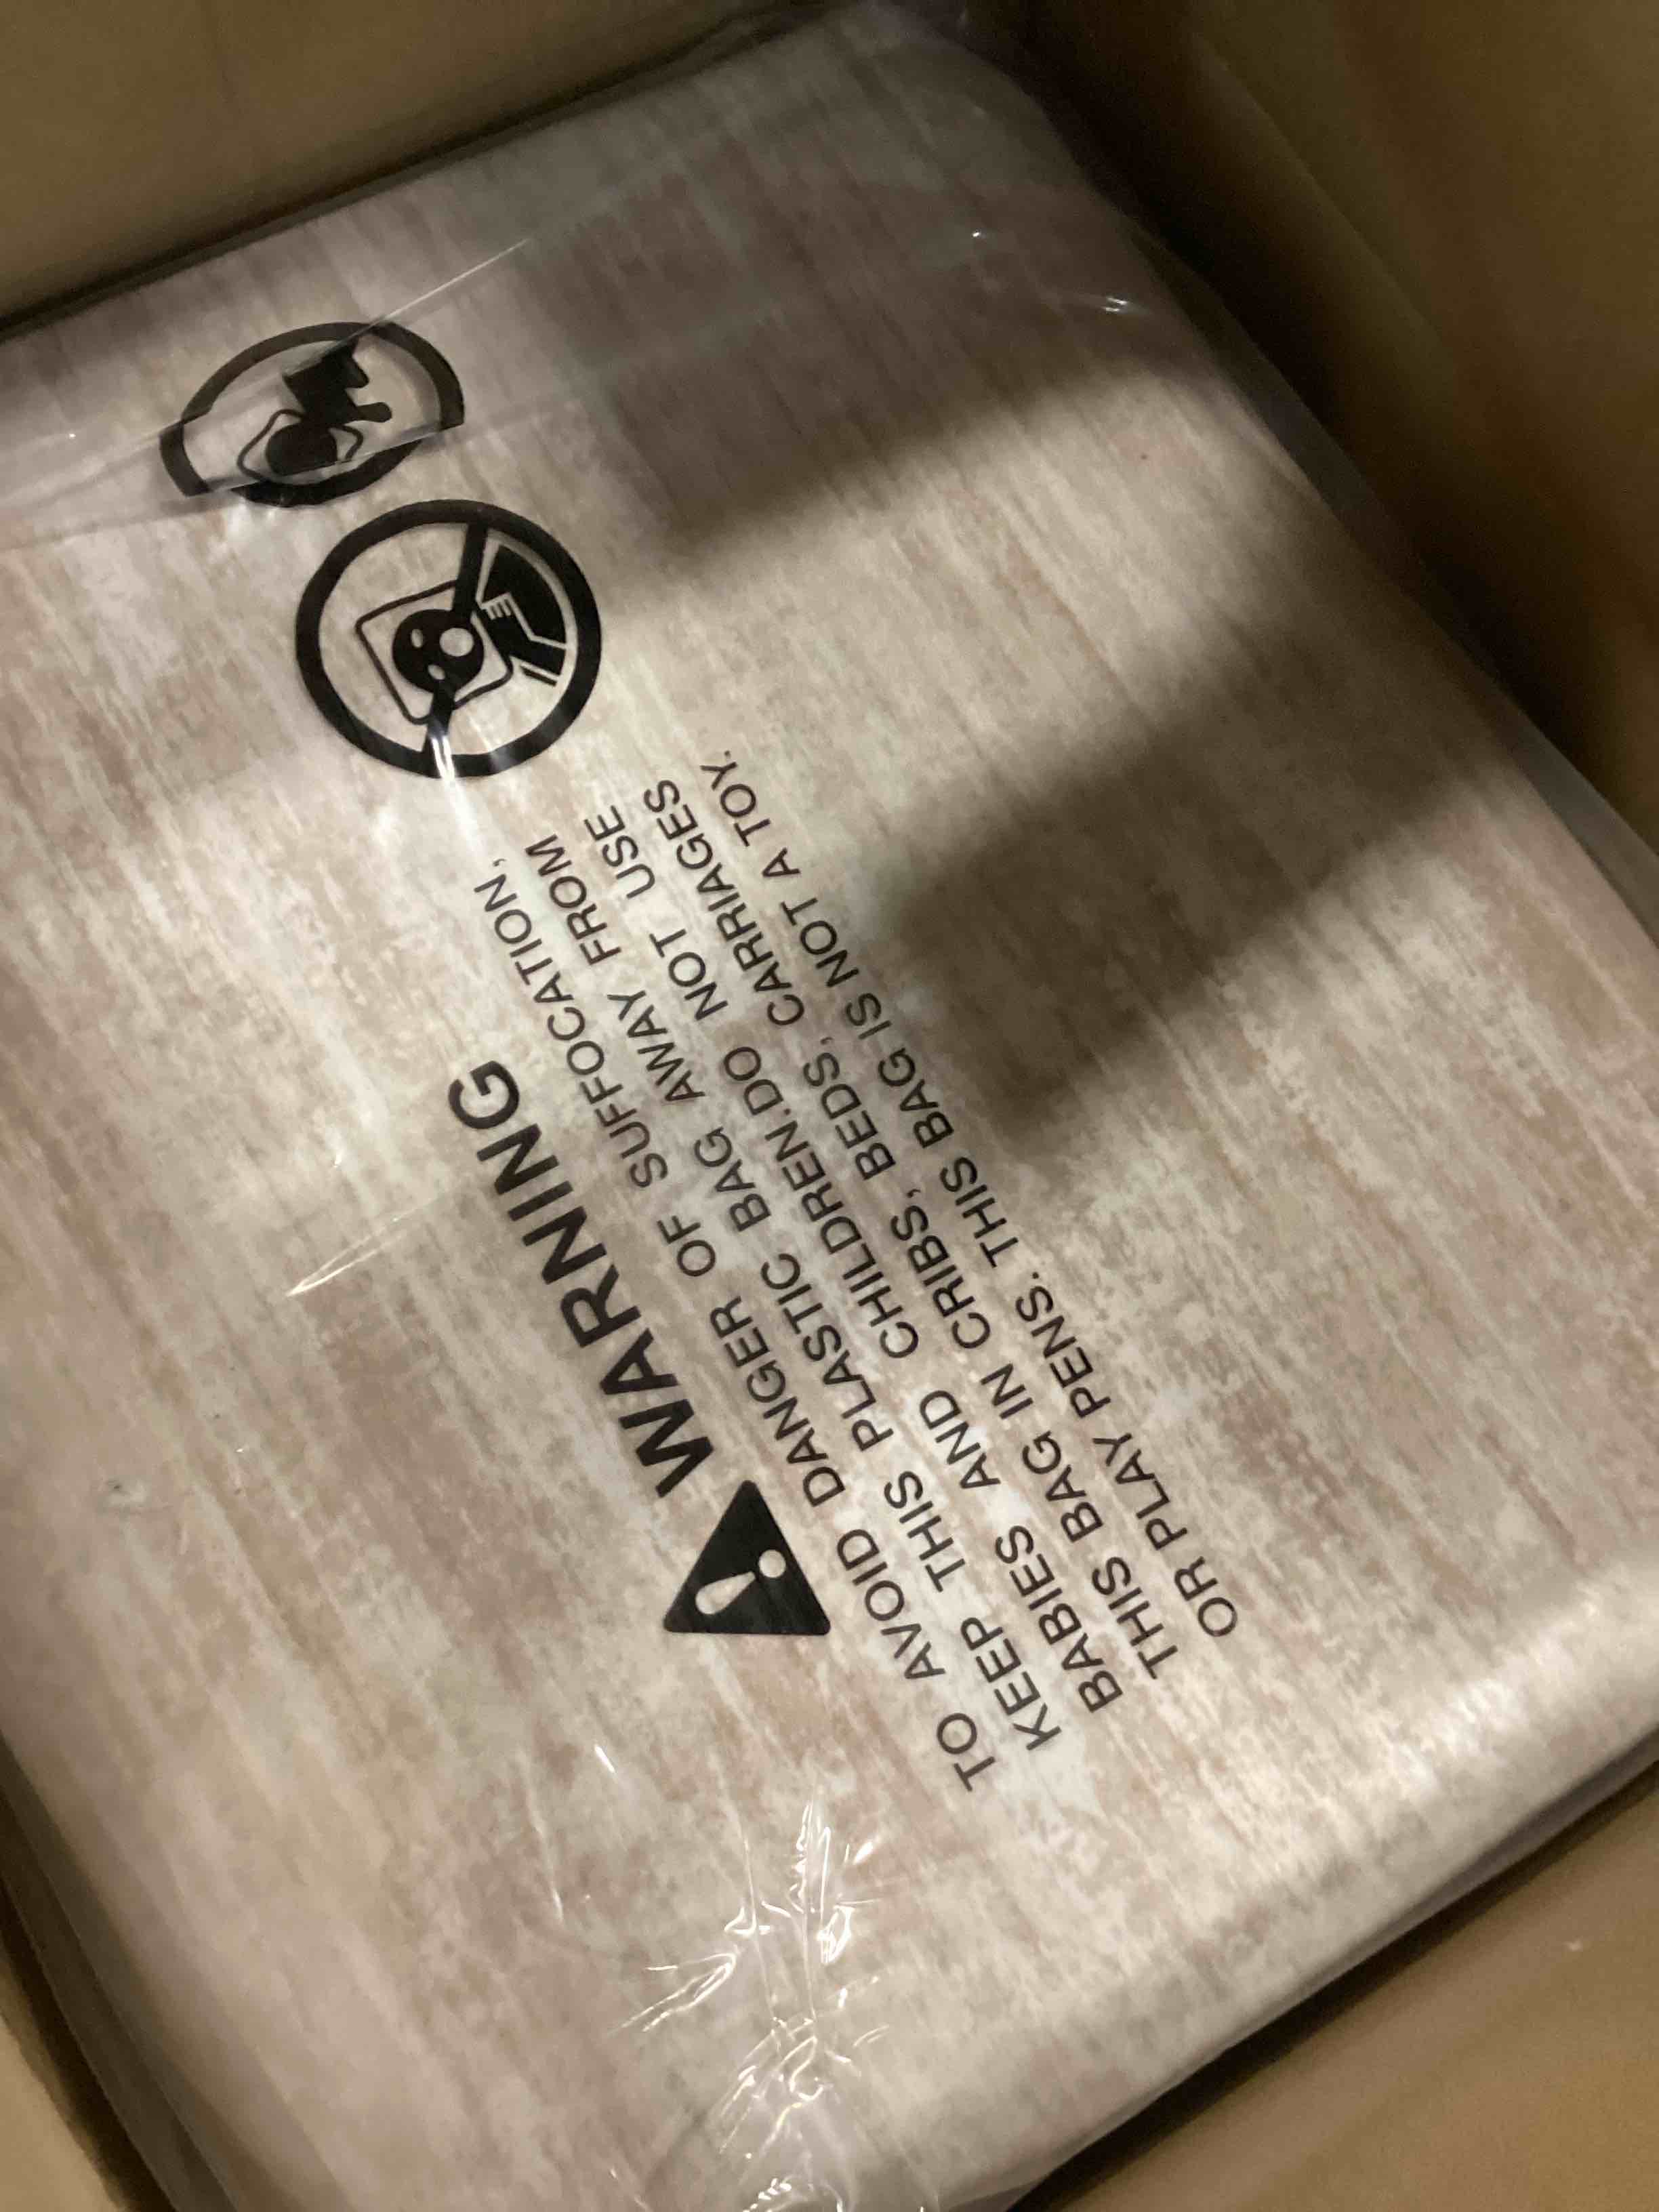 WARNING
TO AVOID DANGER OF SUFFOCATION,
KEEP THIS PLASTIC BAG AWAY FROM
BABIES AND CHILDREN.DO NOT USE
THIS BAG IN CRIBS, BEDS, CARRIAGES
OR PLAY PENS. THIS BAG IS NOT A TOY.